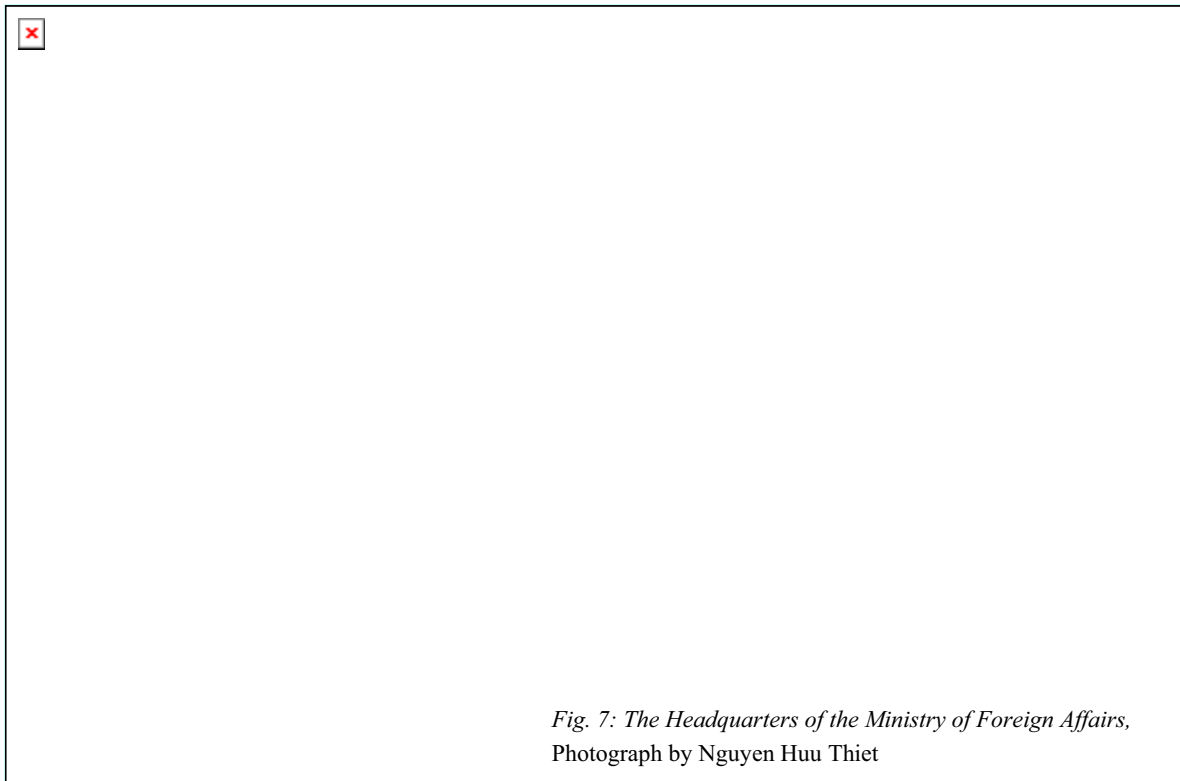 Fig. 7: The Headquarters of the Ministry of Foreign Affairs,
Photograph by Nguyen Huu Thiet